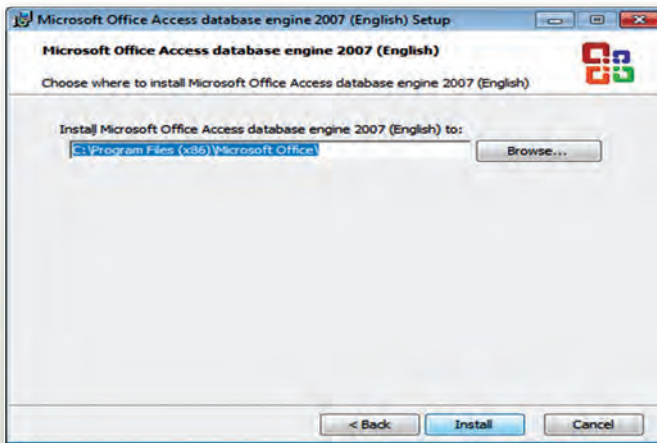 Microsoft Office Access database engine 2007 (English) Setup
Microsoft Office Access database engine 2007 (English)
Choose where to install Microsoft Office Access database engine 2007 (English)
Install Microsoft Office Access database engine 2007 (English) to:
C:\Program Files (x86)\Microsoft Office\ Browse...
< Back Install Cancel